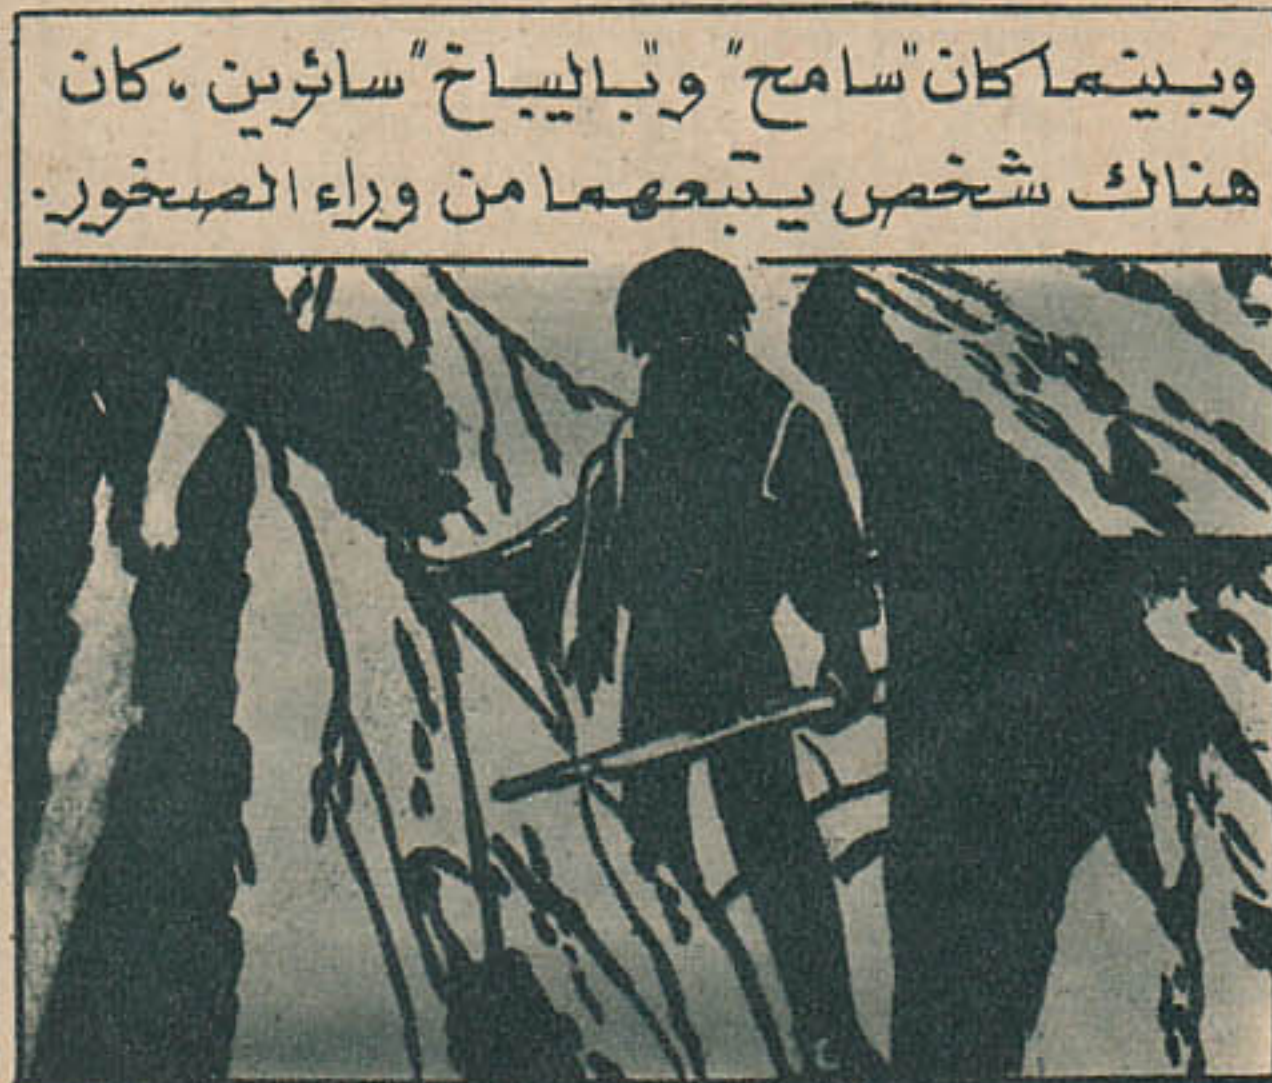 وبينما كان "سامح" و"باليباخ" سائرين، كان
هناك شخص يتبعهما من وراء الصخور.